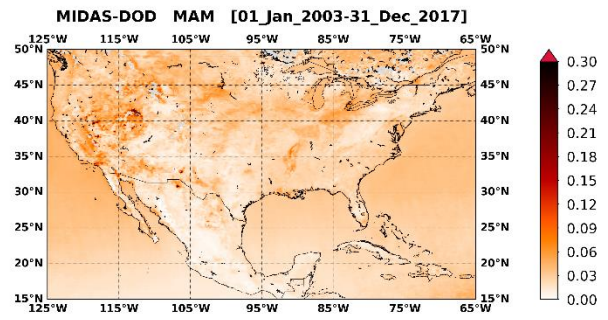 MIDAS-DOD MAM [01_Jan_2003-31_Dec_2017]
125°W 115°W 105°W 95°W 85°W 75°W 65°W
50°N 50°N
45°N 45°N
40°N 40°N
35°N 35°N
30°N 30°N
25°N 25°N
20°N 20°N
15°N 15°N
125°W 115°W 105°W 95°W 85°W 75°W 65°W
0.30
0.27
0.24
0.21
0.18
0.15
0.12
0.09
0.06
0.03
0.00